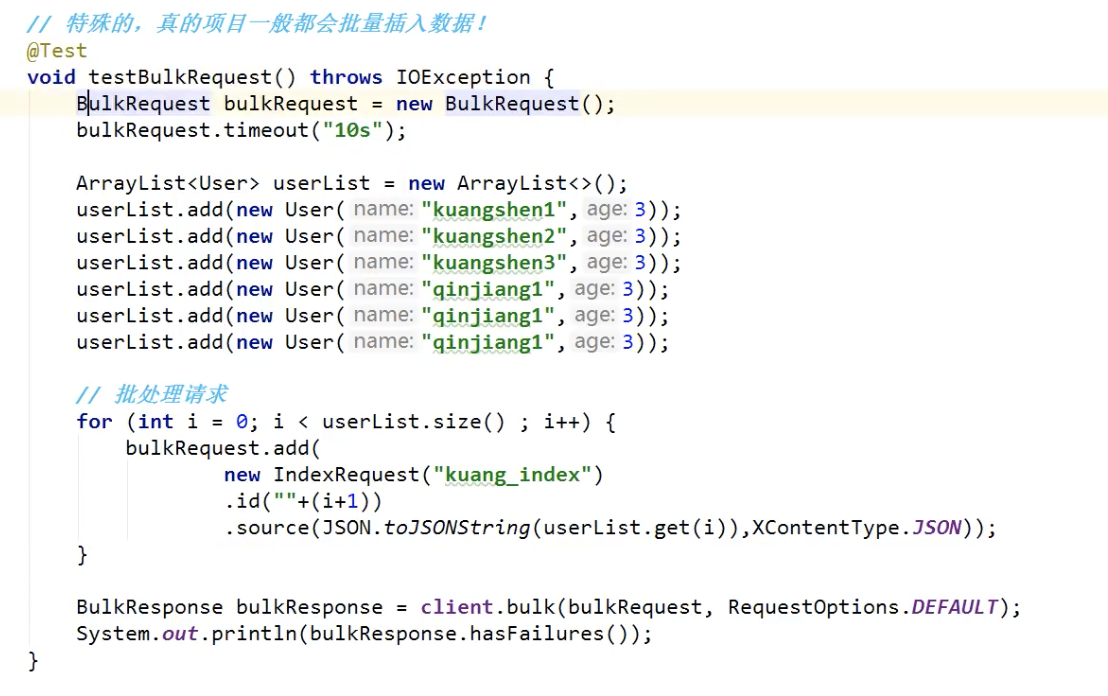 // 特殊的，真的项目一般都会批量插入数据！
@Test
void testBulkRequest() throws IOException {
    BulkRequest bulkRequest = new BulkRequest();
    bulkRequest.timeout("10s");

    ArrayList<User> userList = new ArrayList<>();
    userList.add(new User( name: "kuangshen1", age: 3));
    userList.add(new User( name: "kuangshen2", age: 3));
    userList.add(new User( name: "kuangshen3", age: 3));
    userList.add(new User( name: "qinjiang1", age: 3));
    userList.add(new User( name: "qinjiang1", age: 3));
    userList.add(new User( name: "qinjiang1", age: 3));

    // 批处理请求
    for (int i = 0; i < userList.size() ; i++) {
        bulkRequest.add(
                new IndexRequest("kuang_index")
                .id(""+(i+1))
                .source(JSON.toJSONString(userList.get(i)),XContentType.JSON));
    }

    BulkResponse bulkResponse = client.bulk(bulkRequest, RequestOptions.DEFAULT);
    System.out.println(bulkResponse.hasFailures());
}